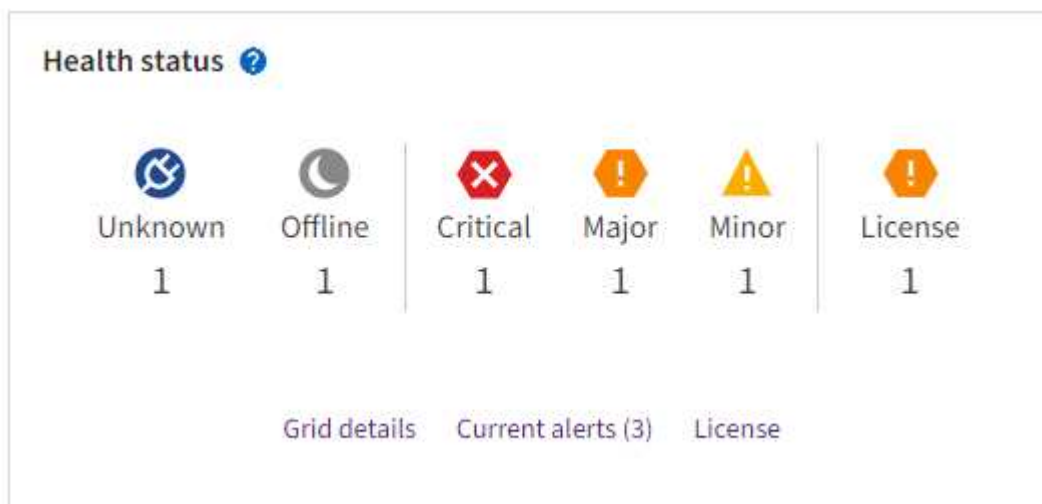 Health status ?
Unknown Offline Critical Major Minor License
1 1 1 1 1 1
Grid details Current alerts (3) License